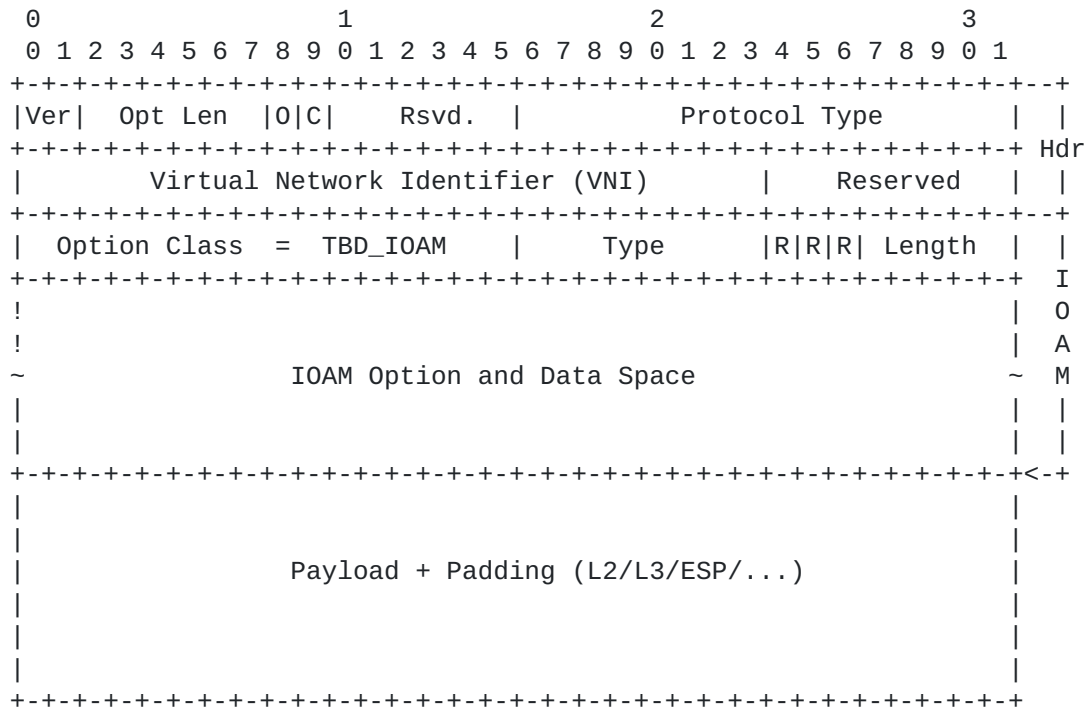 0                   1                   2                   3
 0 1 2 3 4 5 6 7 8 9 0 1 2 3 4 5 6 7 8 9 0 1 2 3 4 5 6 7 8 9 0 1
+-+-+-+-+-+-+-+-+-+-+-+-+-+-+-+-+-+-+-+-+-+-+-+-+-+-+-+-+-+-+-+-+--+
|Ver|  Opt Len  |O|C|    Rsvd.  |          Protocol Type        |  |
+-+-+-+-+-+-+-+-+-+-+-+-+-+-+-+-+-+-+-+-+-+-+-+-+-+-+-+-+-+-+-+-+ Hdr
|        Virtual Network Identifier (VNI)       |    Reserved   |  |
+-+-+-+-+-+-+-+-+-+-+-+-+-+-+-+-+-+-+-+-+-+-+-+-+-+-+-+-+-+-+-+-+--+
|  Option Class  =  TBD_IOAM    |     Type      |R|R|R| Length  |  |
+-+-+-+-+-+-+-+-+-+-+-+-+-+-+-+-+-+-+-+-+-+-+-+-+-+-+-+-+-+-+-+-+  I
!                                                               |  O
!                                                               |  A
~                 IOAM Option and Data Space                    ~  M
|                                                               |  |
|                                                               |  |
+-+-+-+-+-+-+-+-+-+-+-+-+-+-+-+-+-+-+-+-+-+-+-+-+-+-+-+-+-+-+-+-+<-+
|                                                               |
|                                                               |
|                 Payload + Padding (L2/L3/ESP/...)             |
|                                                               |
|                                                               |
|                                                               |
+-+-+-+-+-+-+-+-+-+-+-+-+-+-+-+-+-+-+-+-+-+-+-+-+-+-+-+-+-+-+-+-+